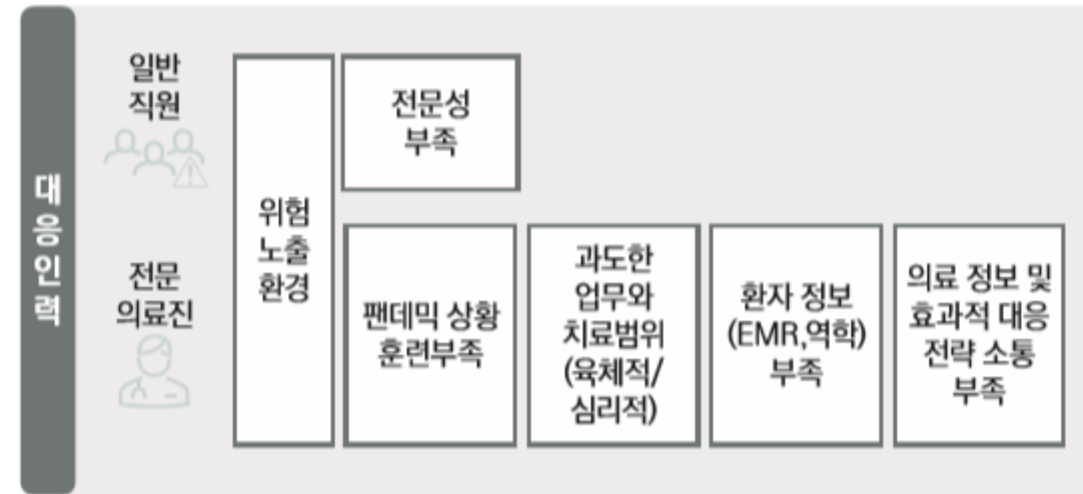 대응인력
일반
직원
전문
의료진
위험
노출
환경
전문성
부족
팬데믹 상황
훈련부족
과도한
업무와
치료범위
(육체적/
심리적)
환자 정보
(EMR,역학)
부족
의료 정보 및
효과적 대응
전략 소통
부족